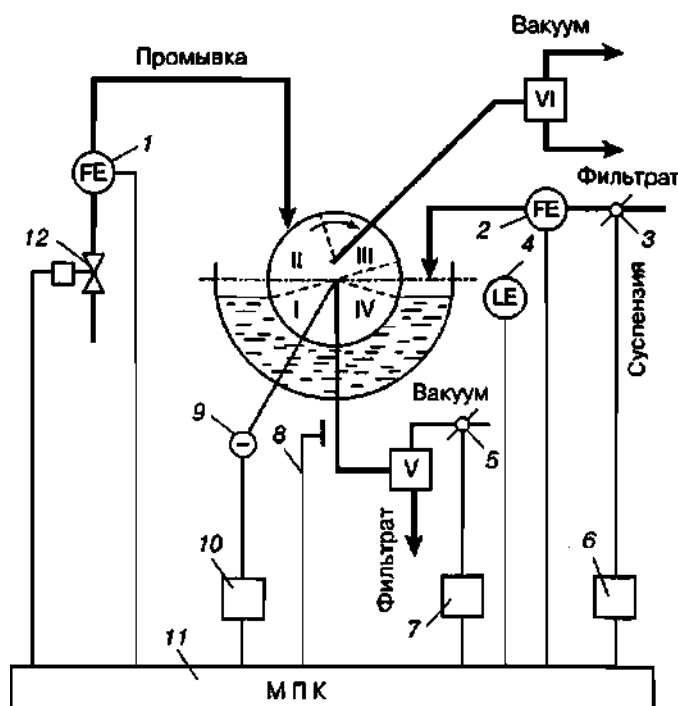 Вакуум
Промывка
VI
1
FE
Фильтрат
12
2
FE
4
3
II
III
LE
I
IV
Суспензия
Вакуум
9
–
8
V
5
Фильтрат
10
7
6
11
МПК